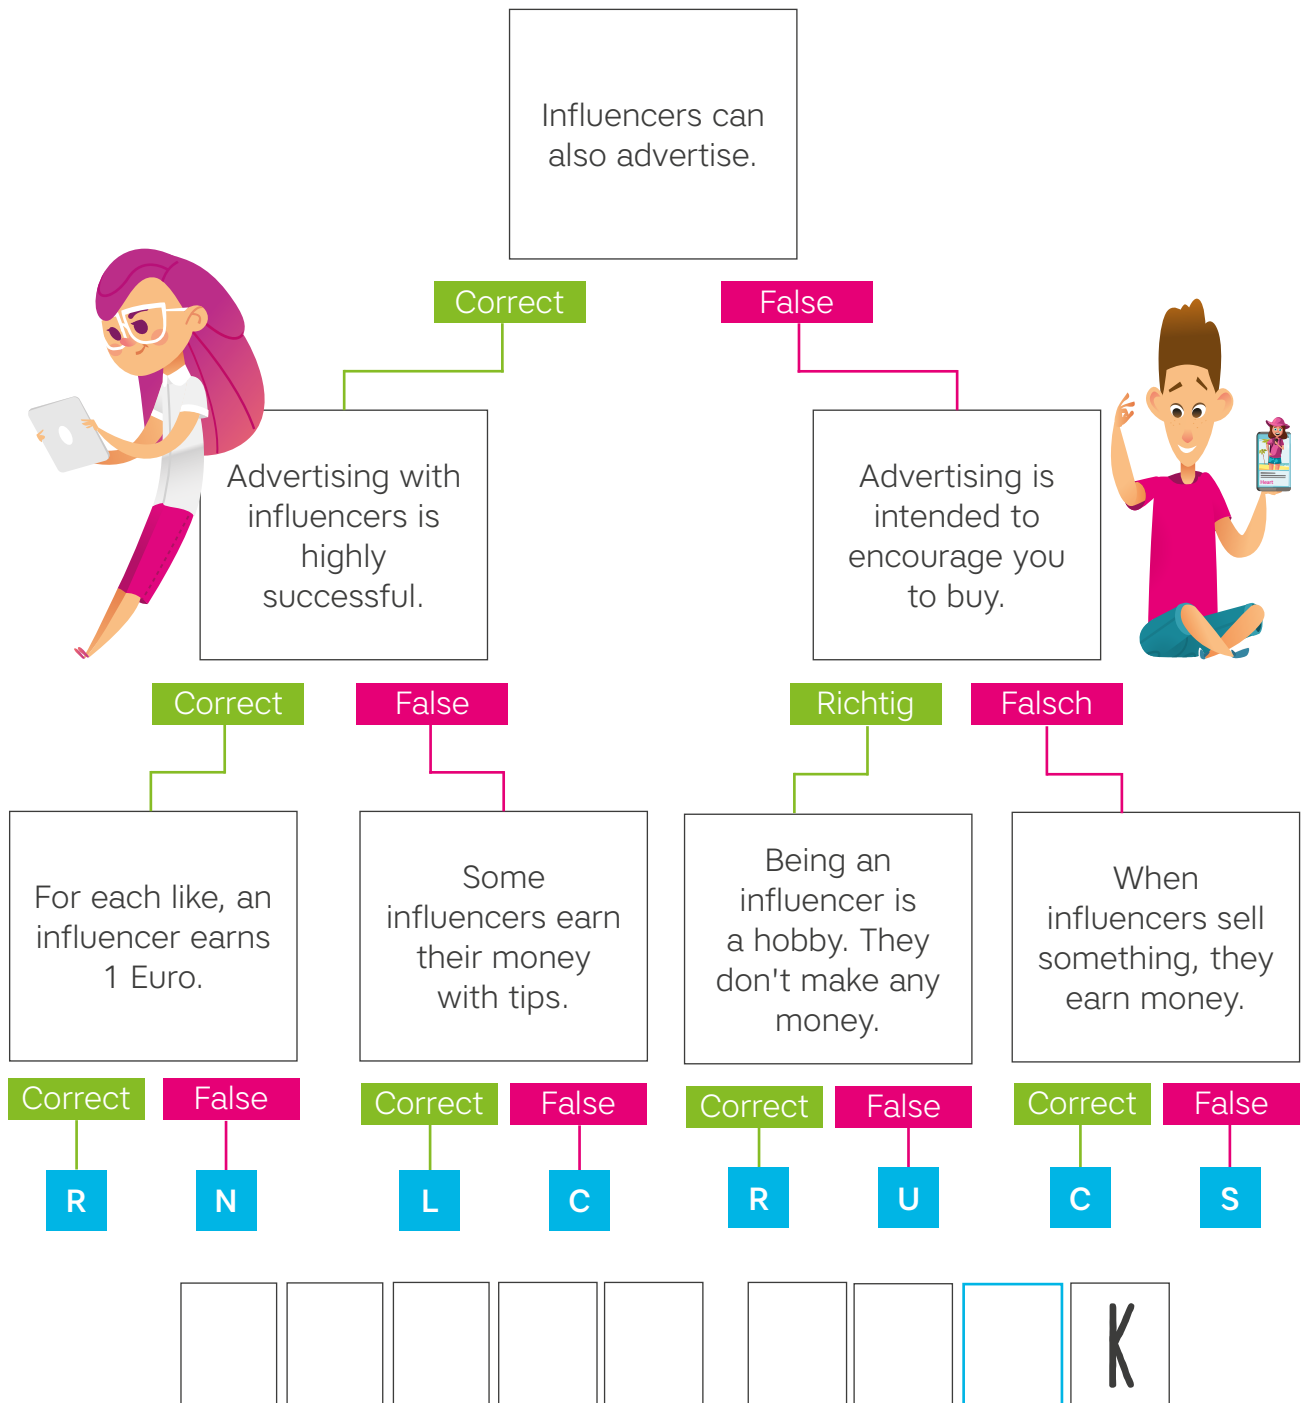 Influencers can
also advertise.
Correct
False
Advertising with
influencers is
highly
successful.
Advertising is
intended to
encourage you
to buy.
Heart
Correct
False
Richtig
Falsch
For each like, an
influencer earns
1 Euro.
Some
influencers earn
their money
with tips.
Being an
influencer is
a hobby. They
don't make any
money.
When
influencers sell
something, they
earn money.
Correct
False
Correct
False
Correct
False
Correct
False
R
N
L
C
R
U
C
S
K